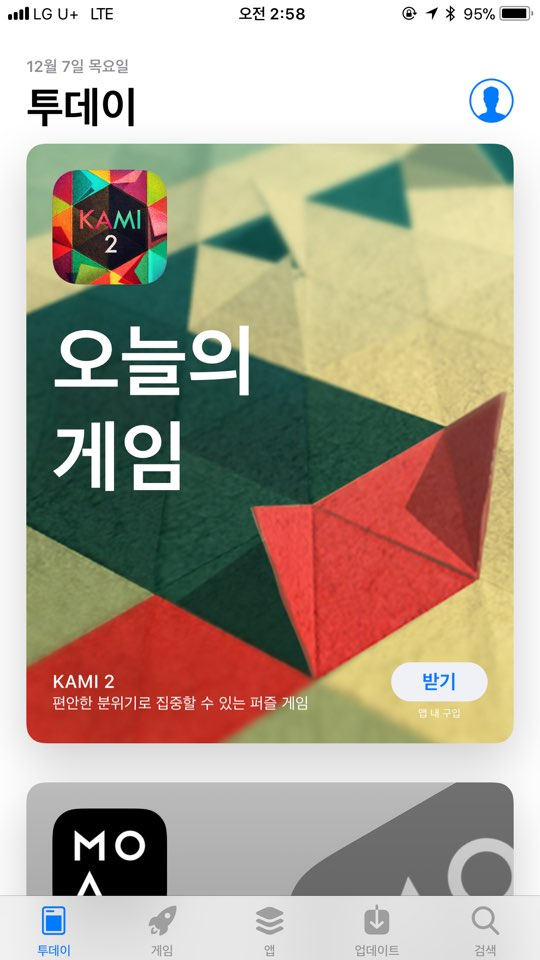 LG U+ LTE 오전 2:58 95%
12월 7일 목요일
투데이
KAMI
2
오늘의
게임
KAMI 2
편안한 분위기로 집중할 수 있는 퍼즐 게임
받기
앱 내 구입
MO
투데이 게임 앱 업데이트 검색